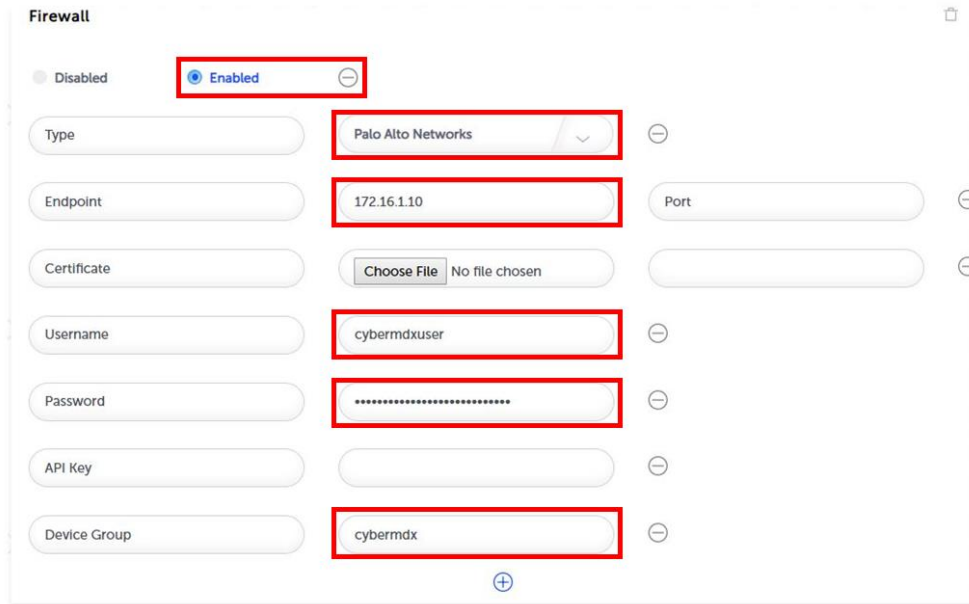 Firewall
Disabled Enabled
Type Palo Alto Networks
Endpoint 172.16.1.10 Port
Certificate Choose File No file chosen
Username cybermdxuser
Password ••••••••••••••••••••••••••••
API Key
Device Group cybermdx